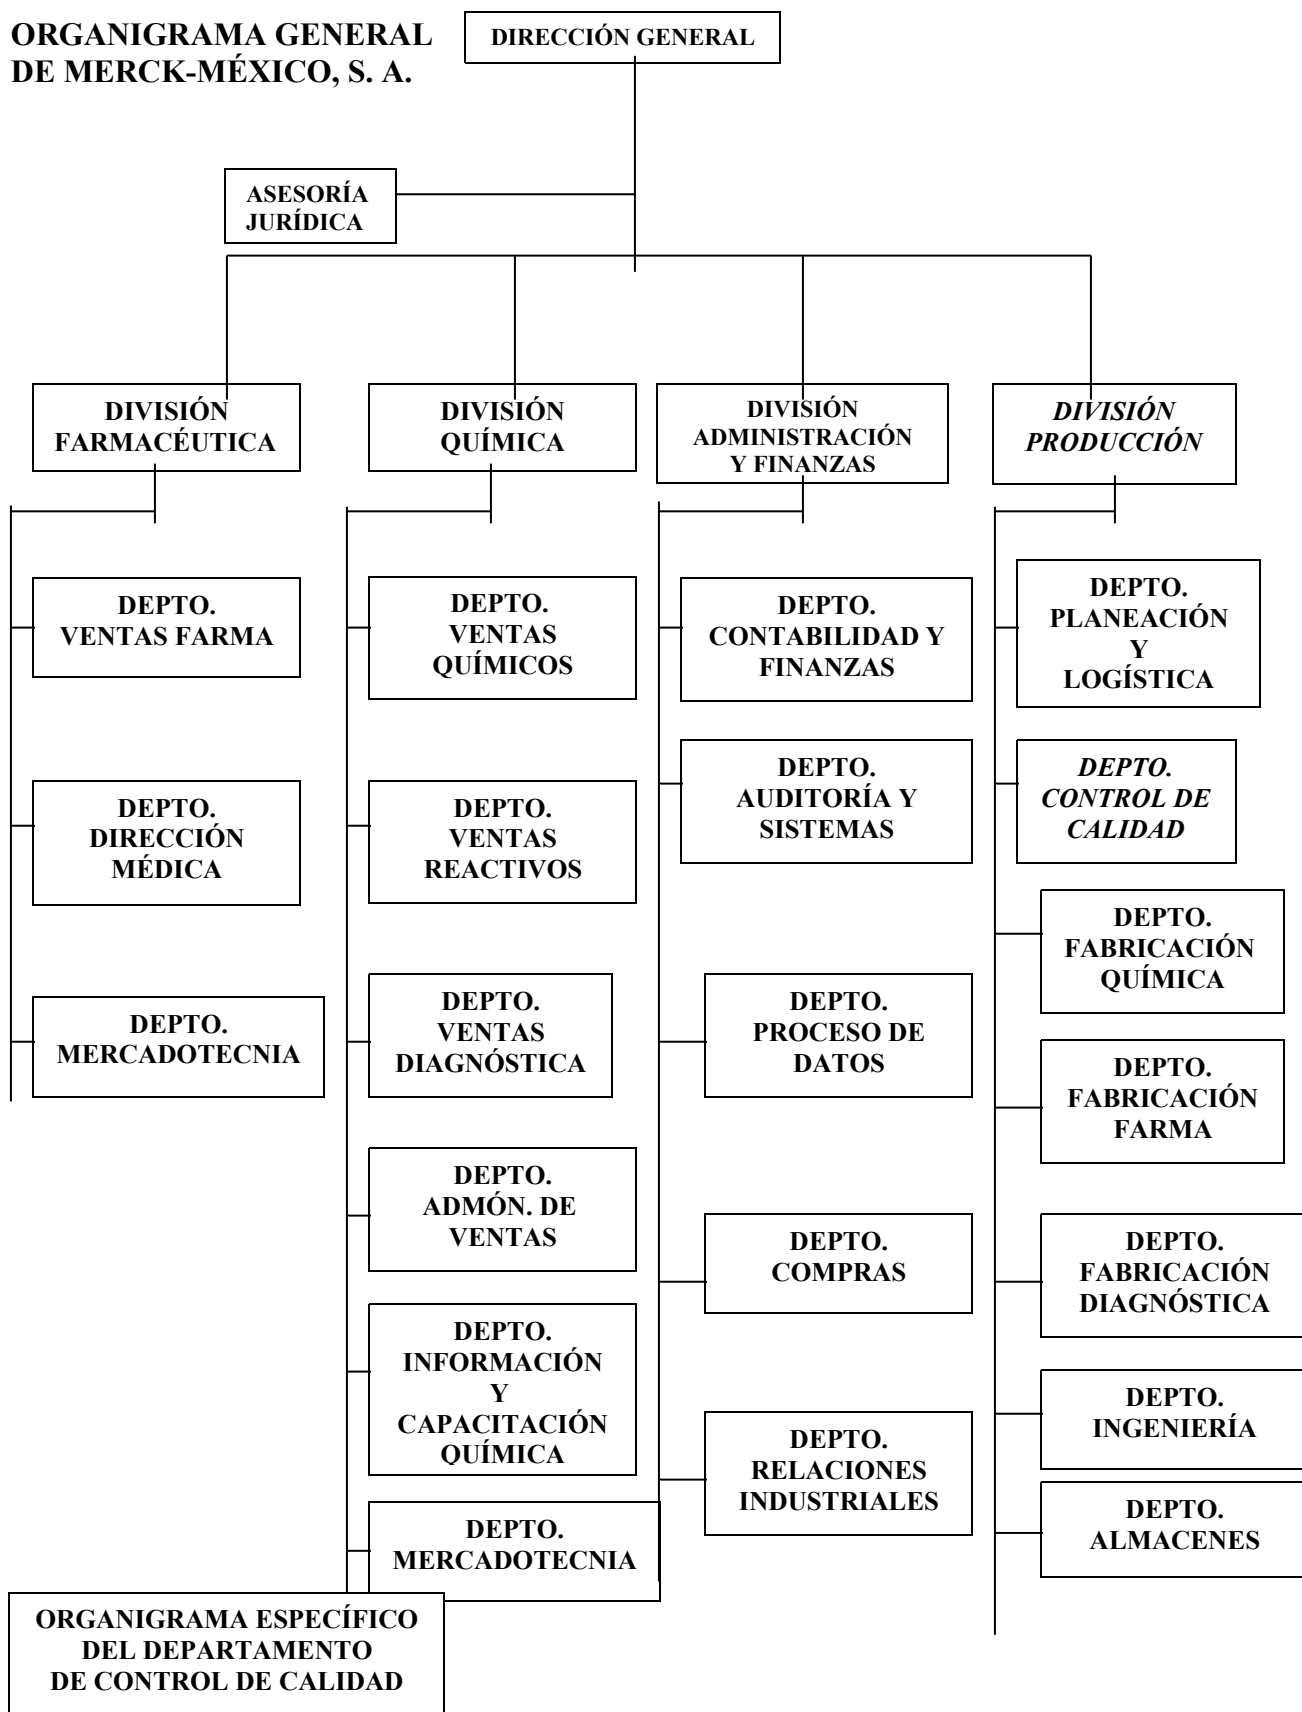 ORGANIGRAMA GENERAL
DE MERCK-MÉXICO, S. A.
DIRECCIÓN GENERAL
ASESORÍA
JURÍDICA
DIVISIÓN
FARMACÉUTICA
DIVISIÓN
QUÍMICA
DIVISIÓN
ADMINISTRACIÓN
Y FINANZAS
DIVISIÓN
PRODUCCIÓN
DEPTO.
VENTAS FARMA
DEPTO.
DIRECCIÓN
MÉDICA
DEPTO.
MERCADOTECNIA
DEPTO.
VENTAS
QUÍMICOS
DEPTO.
VENTAS
REACTIVOS
DEPTO.
VENTAS
DIAGNÓSTICA
DEPTO.
ADMÓN. DE
VENTAS
DEPTO.
INFORMACIÓN
Y
CAPACITACIÓN
QUÍMICA
DEPTO.
MERCADOTECNIA
DEPTO.
CONTABILIDAD Y
FINANZAS
DEPTO.
AUDITORÍA Y
SISTEMAS
DEPTO.
PROCESO DE
DATOS
DEPTO.
COMPRAS
DEPTO.
RELACIONES
INDUSTRIALES
DEPTO.
PLANEACIÓN
Y
LOGÍSTICA
DEPTO.
CONTROL DE
CALIDAD
DEPTO.
FABRICACIÓN
QUÍMICA
DEPTO.
FABRICACIÓN
FARMA
DEPTO.
FABRICACIÓN
DIAGNÓSTICA
DEPTO.
INGENIERÍA
DEPTO.
ALMACENES
ORGANIGRAMA ESPECÍFICO
DEL DEPARTAMENTO
DE CONTROL DE CALIDAD